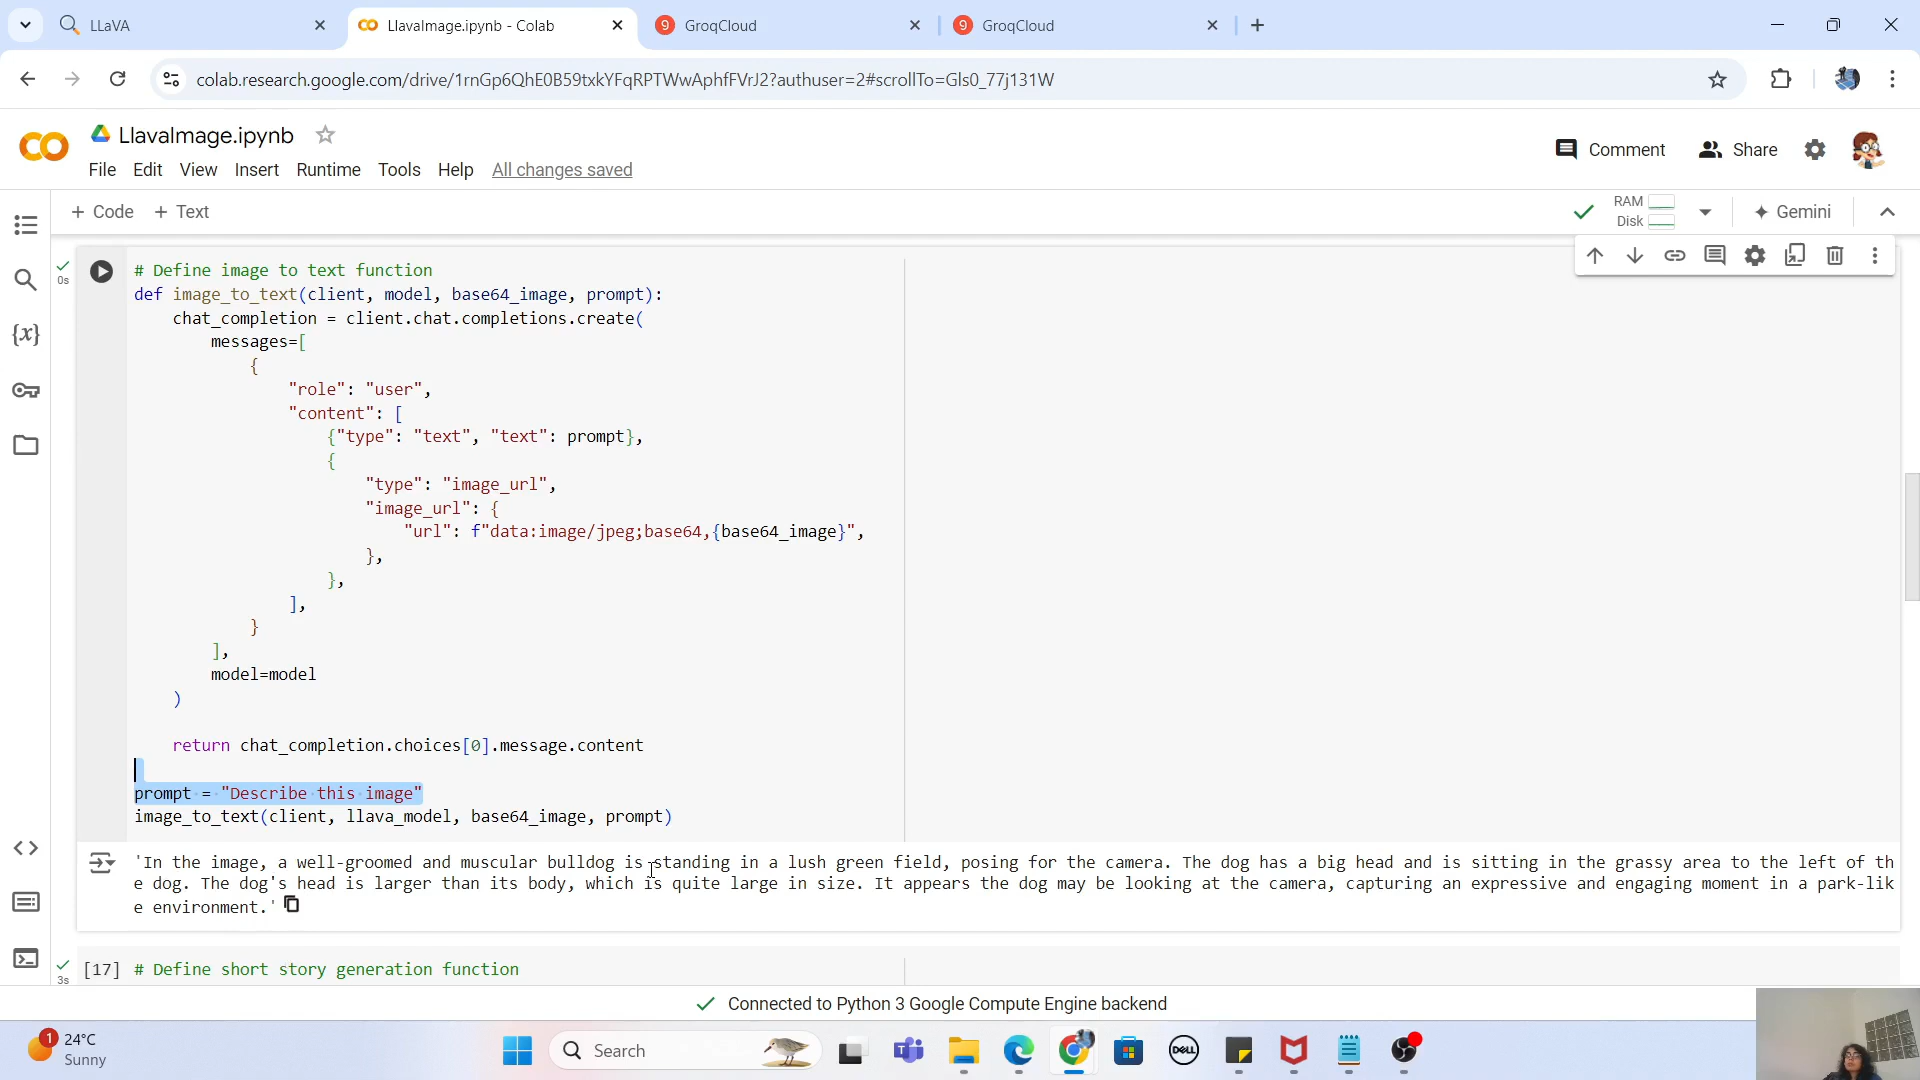 LLaVA
LlavaImage.ipynb - Colab
GroqCloud
GroqCloud
colab.research.google.com/drive/1rnGp6QhE0B59txkYFqRPTWwAphfFVrJ2?authuser=2#scrollTo=Gls0_77j131W
LlavaImage.ipynb
Comment
Share
File Edit View Insert Runtime Tools Help All changes saved
+ Code + Text
RAM
Disk
Gemini
0s
# Define image to text function
def image_to_text(client, model, base64_image, prompt):
chat_completion = client.chat.completions.create(
messages=[
{
"role": "user",
"content": [
{"type": "text", "text": prompt},
{
"type": "image_url",
"image_url": {
"url": f"data:image/jpeg;base64,{base64_image}",
},
},
],
}
],
model=model
)
return chat_completion.choices[0].message.content
prompt = "Describe this image"
image_to_text(client, llava_model, base64_image, prompt)
'In the image, a well-groomed and muscular bulldog is standing in a lush green field, posing for the camera. The dog has a big head and is sitting in the grassy area to the left of th
e dog. The dog's head is larger than its body, which is quite large in size. It appears the dog may be looking at the camera, capturing an expressive and engaging moment in a park-lik
e environment.'
[17] # Define short story generation function
3s
Connected to Python 3 Google Compute Engine backend
1
24°C
Sunny
Search
DELL